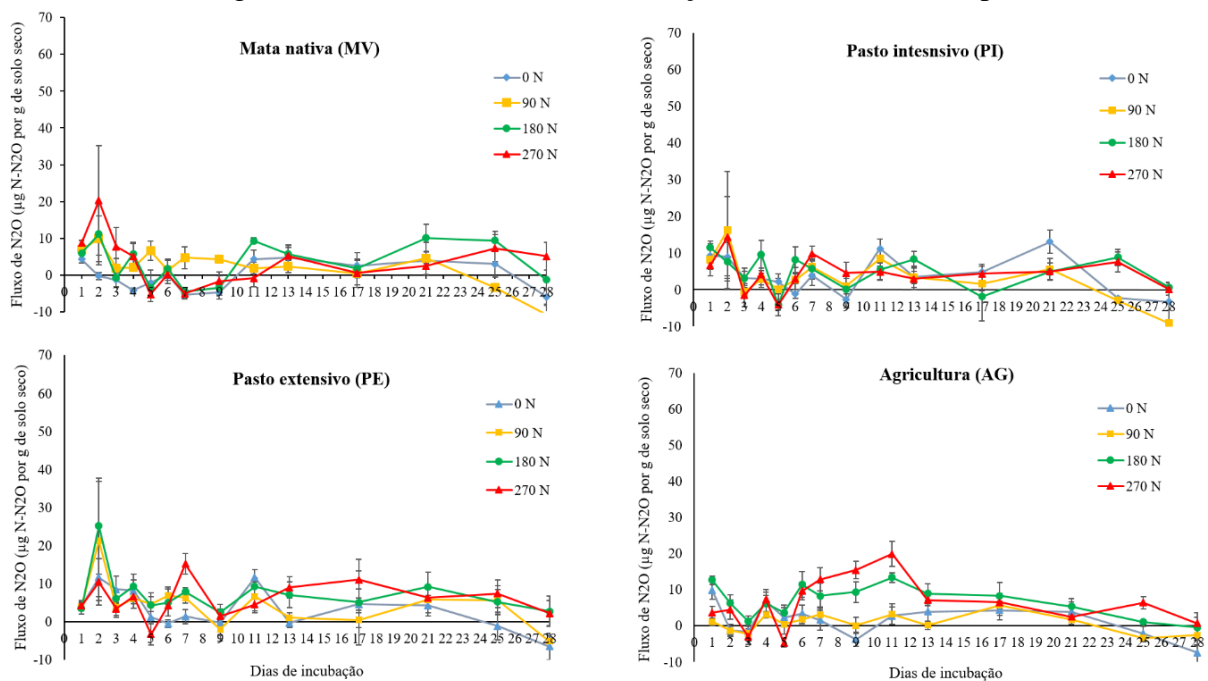 Mata nativa (MV)
Fluxo de N2O (µg N-N2O por g de solo seco)
70
60
50
40
30
20
10
0
-10
0 1 2 3 4 5 6 7 8 9 10 11 12 13 14 15 16 17 18 19 20 21 22 23 24 25 26 27 28
0 N
90 N
180 N
270 N
Pasto intesnsivo (PI)
Fluxo de N2O (µg N-N2O por g de solo seco)
70
60
50
40
30
20
10
0
-10
0 1 2 3 4 5 6 7 8 9 10 11 12 13 14 15 16 17 18 19 20 21 22 23 24 25 26 27 28
0 N
90 N
180 N
270 N
Pasto extensivo (PE)
Fluxo de N2O (µg N-N2O por g de solo seco)
70
60
50
40
30
20
10
0
-10
0 1 2 3 4 5 6 7 8 9 10 11 12 13 14 15 16 17 18 19 20 21 22 23 24 25 26 27 28
0 N
90 N
180 N
270 N
Dias de incubação
Agricultura (AG)
Fluxo de N2O (µg N-N2O por g de solo seco)
70
60
50
40
30
20
10
0
-10
0 1 2 3 4 5 6 7 8 9 10 11 12 13 14 15 16 17 18 19 20 21 22 23 24 25 26 27 28
0 N
90 N
180 N
270 N
Dias de incubação